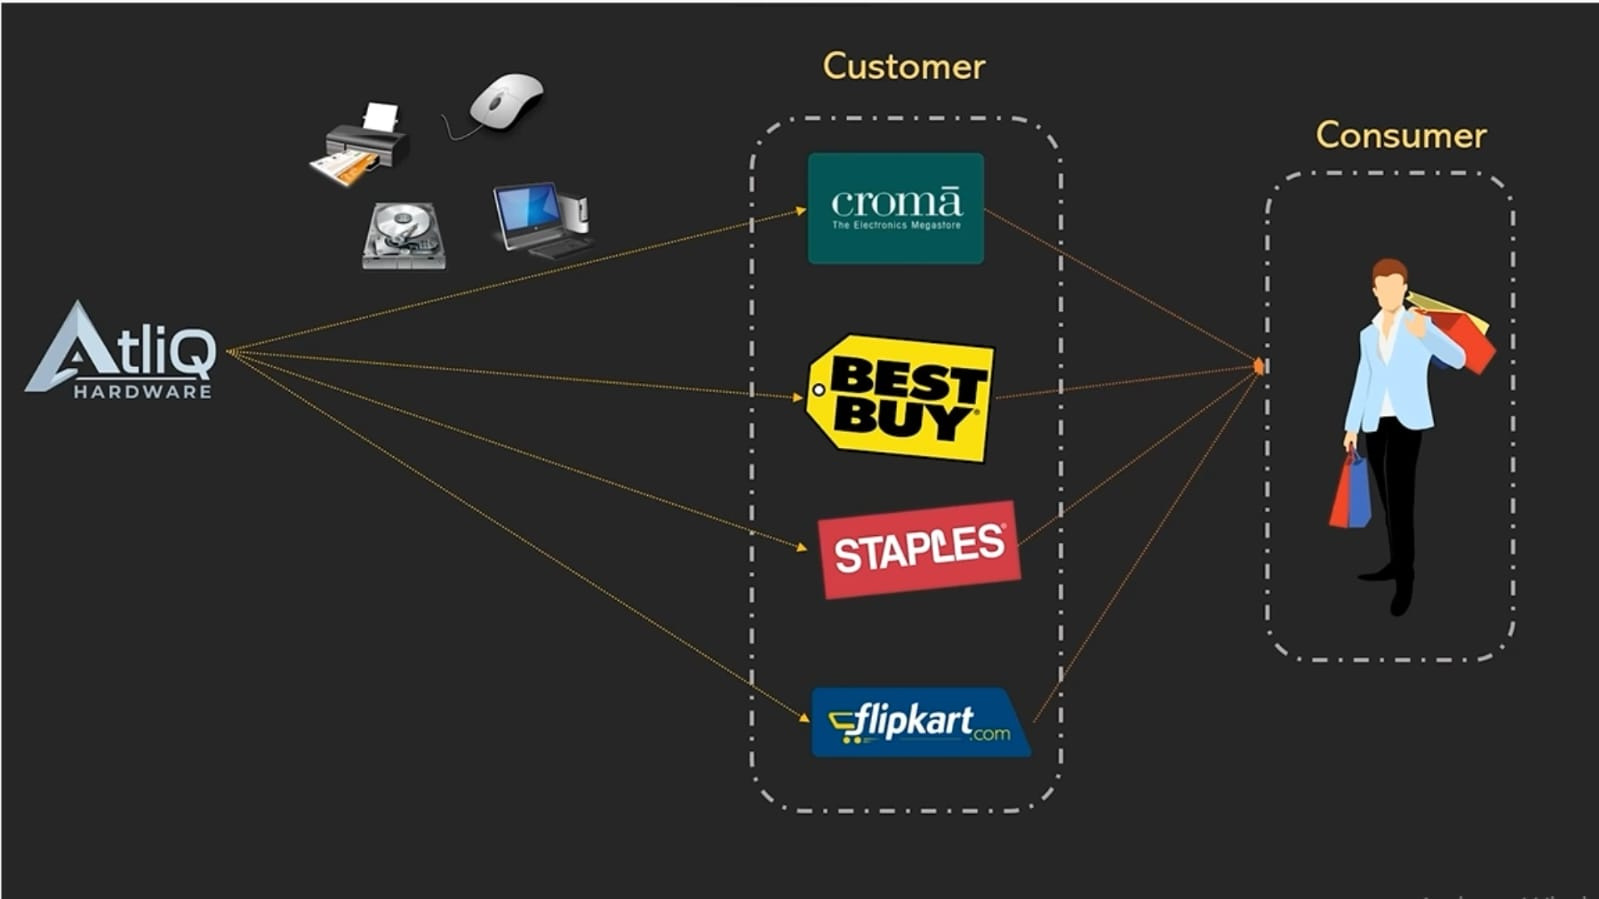 Customer
Consumer
cromā
The Electronics Megastore
AtliQ
HARDWARE
BEST
BUY®
STAPLES®
flipkart
.com